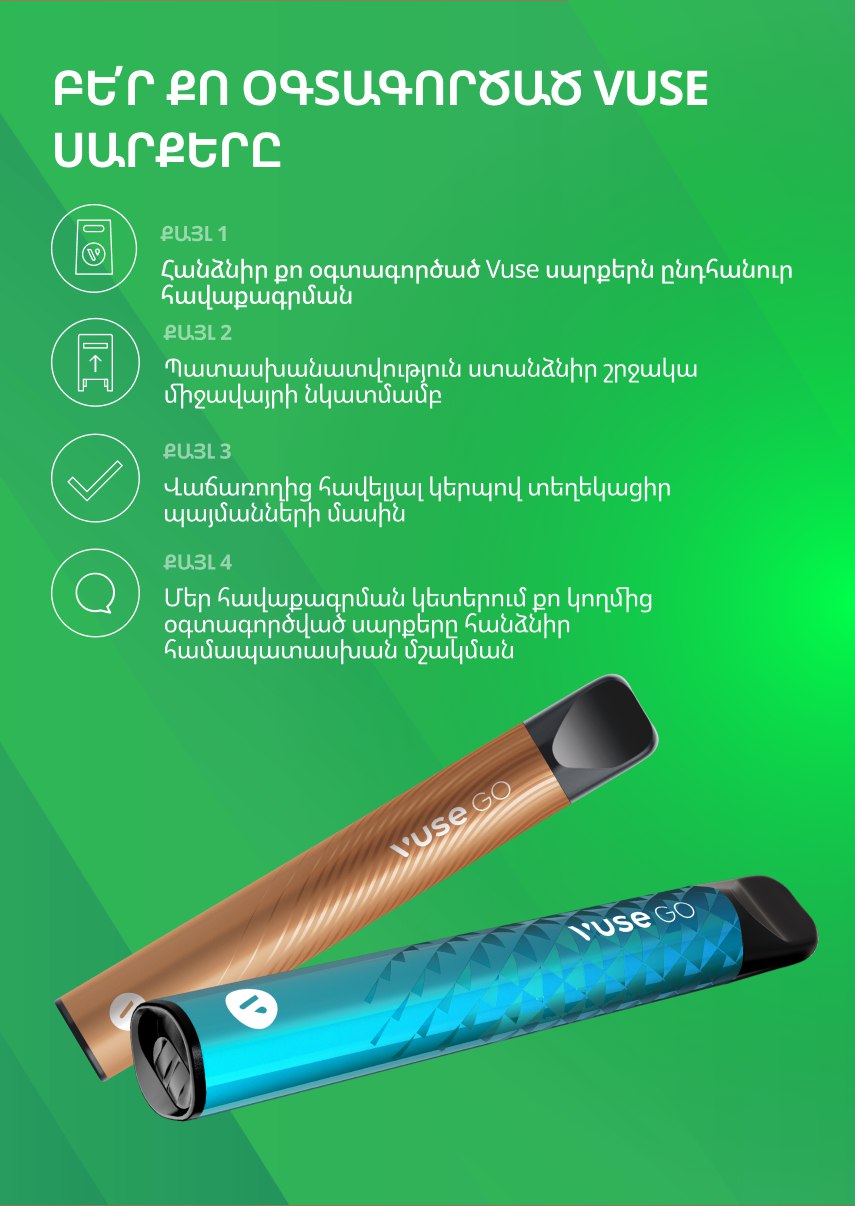 ԲԵ՛Ր ՔՈ ՕԳՏԱԳՈՐԾԱԾ VUSE
ՍԱՐՔԵՐԸ
ՔԱՅԼ 1
Հանձնիր քո օգտագործած Vuse սարքերն ընդհանուր
հավաքագրման
ՔԱՅԼ 2
Պատասխանատվություն ստանձնիր շրջակա
միջավայրի նկատմամբ
ՔԱՅԼ 3
Վաճառողից հավելյալ կերպով տեղեկացիր
պայմանների մասին
ՔԱՅԼ 4
Մեր հավաքագրման կետերում քո կողմից
օգտագործված սարքերը հանձնիր
համապատասխան մշակման
vuse GO
vuse GO